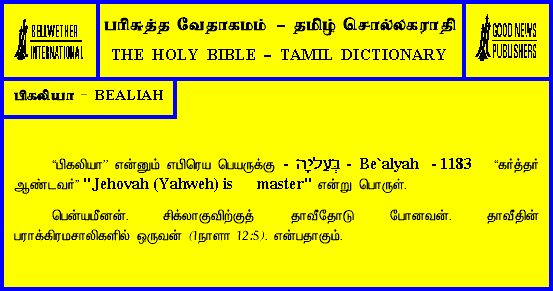 BELLWETHER
INTERNATIONAL
பரிசுத்த வேதாகமம் – தமிழ் சொல்லகராதி
THE HOLY BIBLE – TAMIL DICTIONARY
GOOD NEWS
PUBLISHERS
பிகலியா - BEALIAH
“பிகலியா” என்னும் எபிரெய பெயருக்கு - בְּעַלְיָה - Be`alyah - 1183 “கர்த்தர்
ஆண்டவர்” "Jehovah (Yahweh) is master" என்று பொருள்.
பென்யமீனன். சிக்லாகுவிற்குத் தாவீதோடு போனவன். தாவீதின்
பராக்கிரமசாலிகளில் ஒருவன் (1நாளா 12:5). என்பதாகும்.